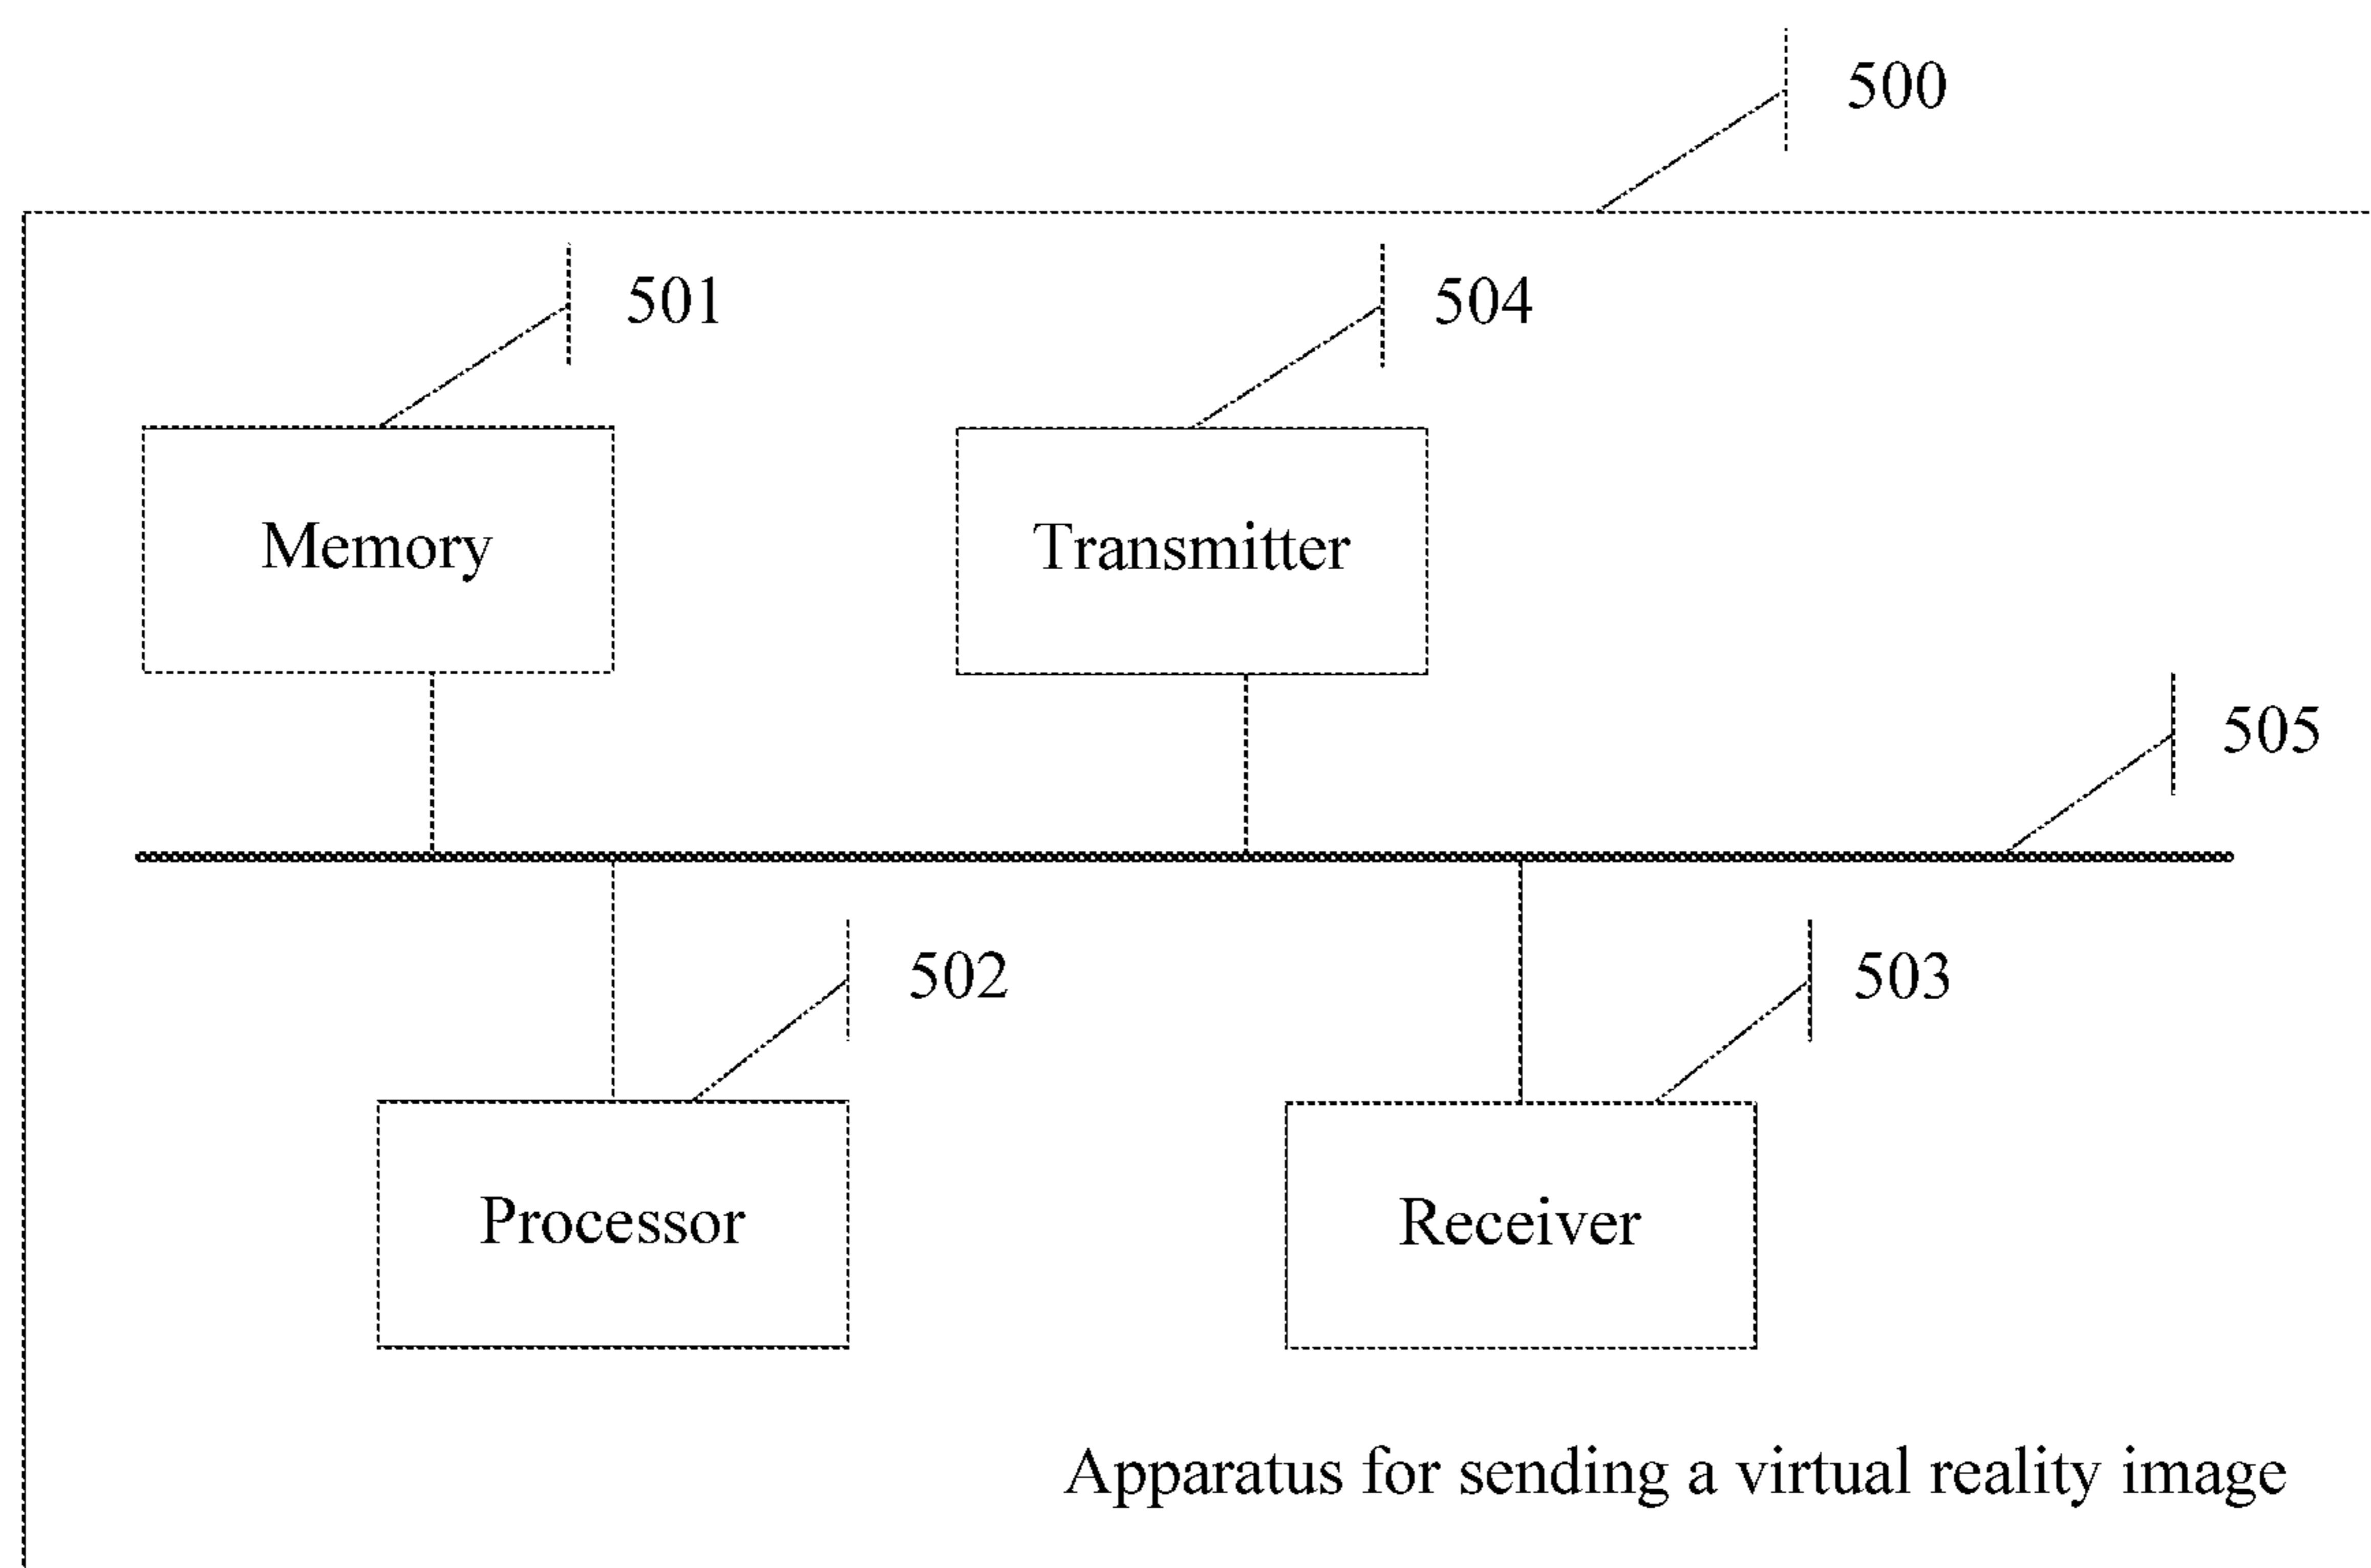 500
501
504
Memory
Transmitter
505
502
503
Processor
Receiver
Apparatus for sending a virtual reality image